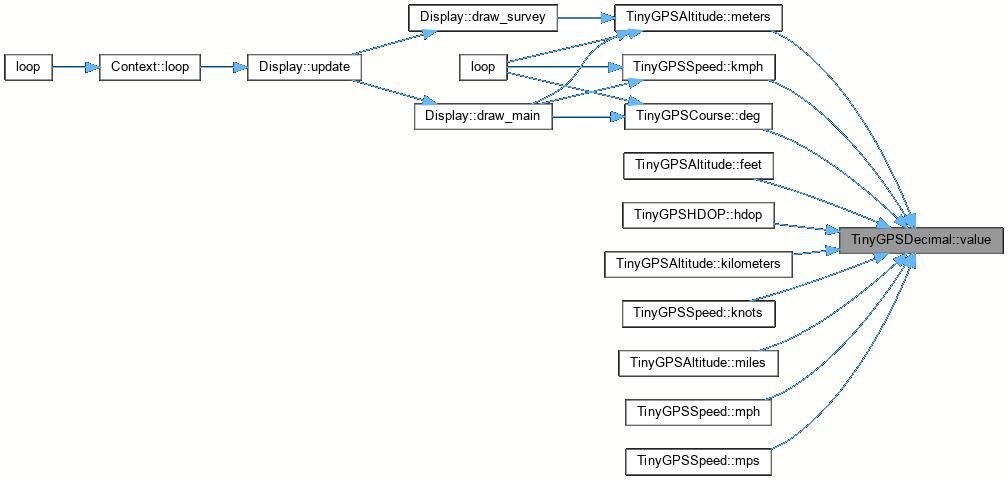 Display::draw_survey
TinyGPSAltitude::meters
loop
Context::loop
Display::update
loop
TinyGPSSpeed::kmph
Display::draw_main
TinyGPSCourse::deg
TinyGPSAltitude::feet
TinyGPSHDOP::hdop
TinyGPSDecimal::value
TinyGPSAltitude::kilometers
TinyGPSSpeed::knots
TinyGPSAltitude::miles
TinyGPSSpeed::mph
TinyGPSSpeed::mps